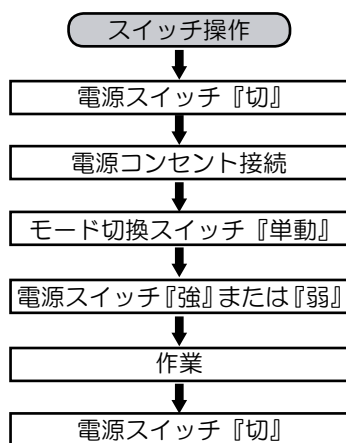 スイッチ操作
電源スイッチ『切』
電源コンセント接続
モード切換スイッチ『単動』
電源スイッチ『強』または『弱』
作業
電源スイッチ『切』